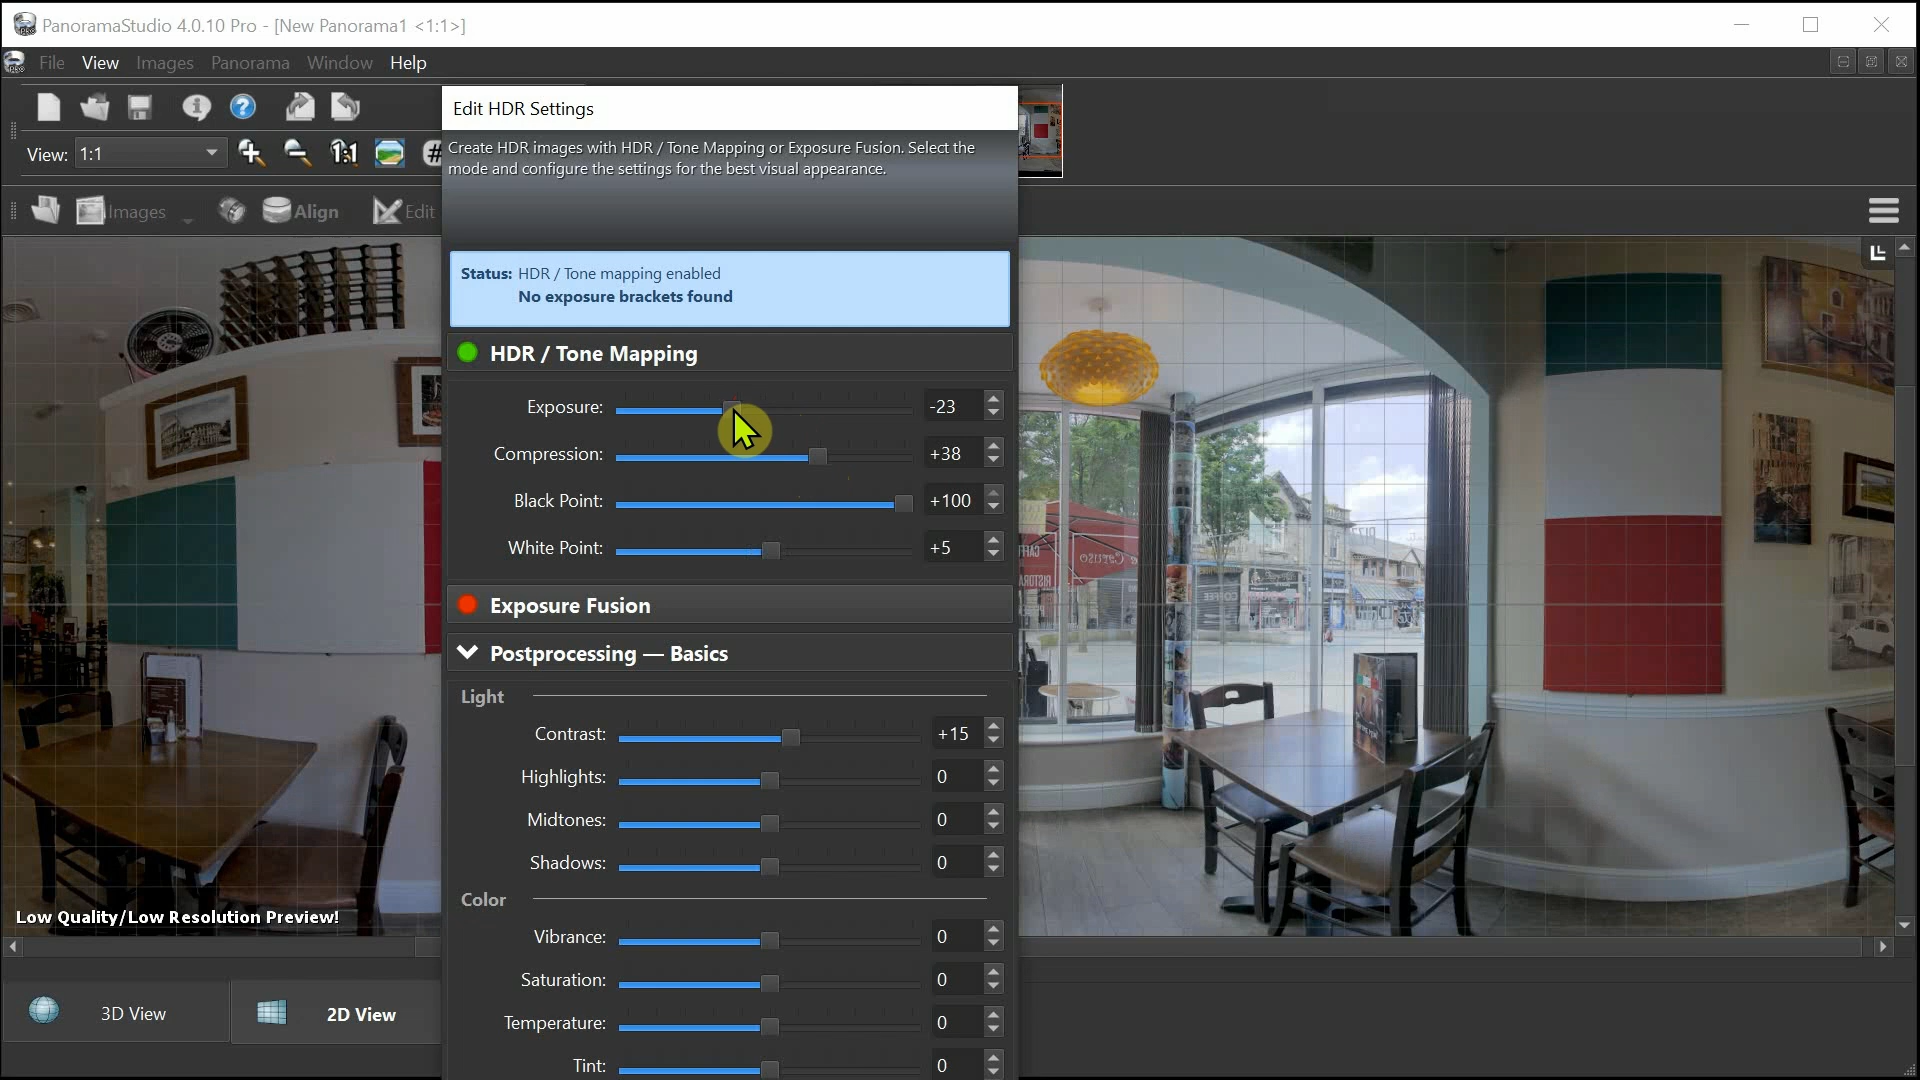 PanoramaStudio 4.0.10 Pro - [New Panorama1 <1:1>]
File View Images Panorama Window Help
View: 1:1
1:1
#
Images
Align
Edit
Edit HDR Settings
Create HDR images with HDR / Tone Mapping or Exposure Fusion. Select the
mode and configure the settings for the best visual appearance.
Status: HDR / Tone mapping enabled
No exposure brackets found
HDR / Tone Mapping
Exposure: -23
Compression: +38
Black Point: +100
White Point: +5
Exposure Fusion
Postprocessing — Basics
Light
Contrast: +15
Highlights: 0
Midtones: 0
Shadows: 0
Color
Vibrance: 0
Saturation: 0
Temperature: 0
Tint: 0
Low Quality/Low Resolution Preview!
3D View
2D View